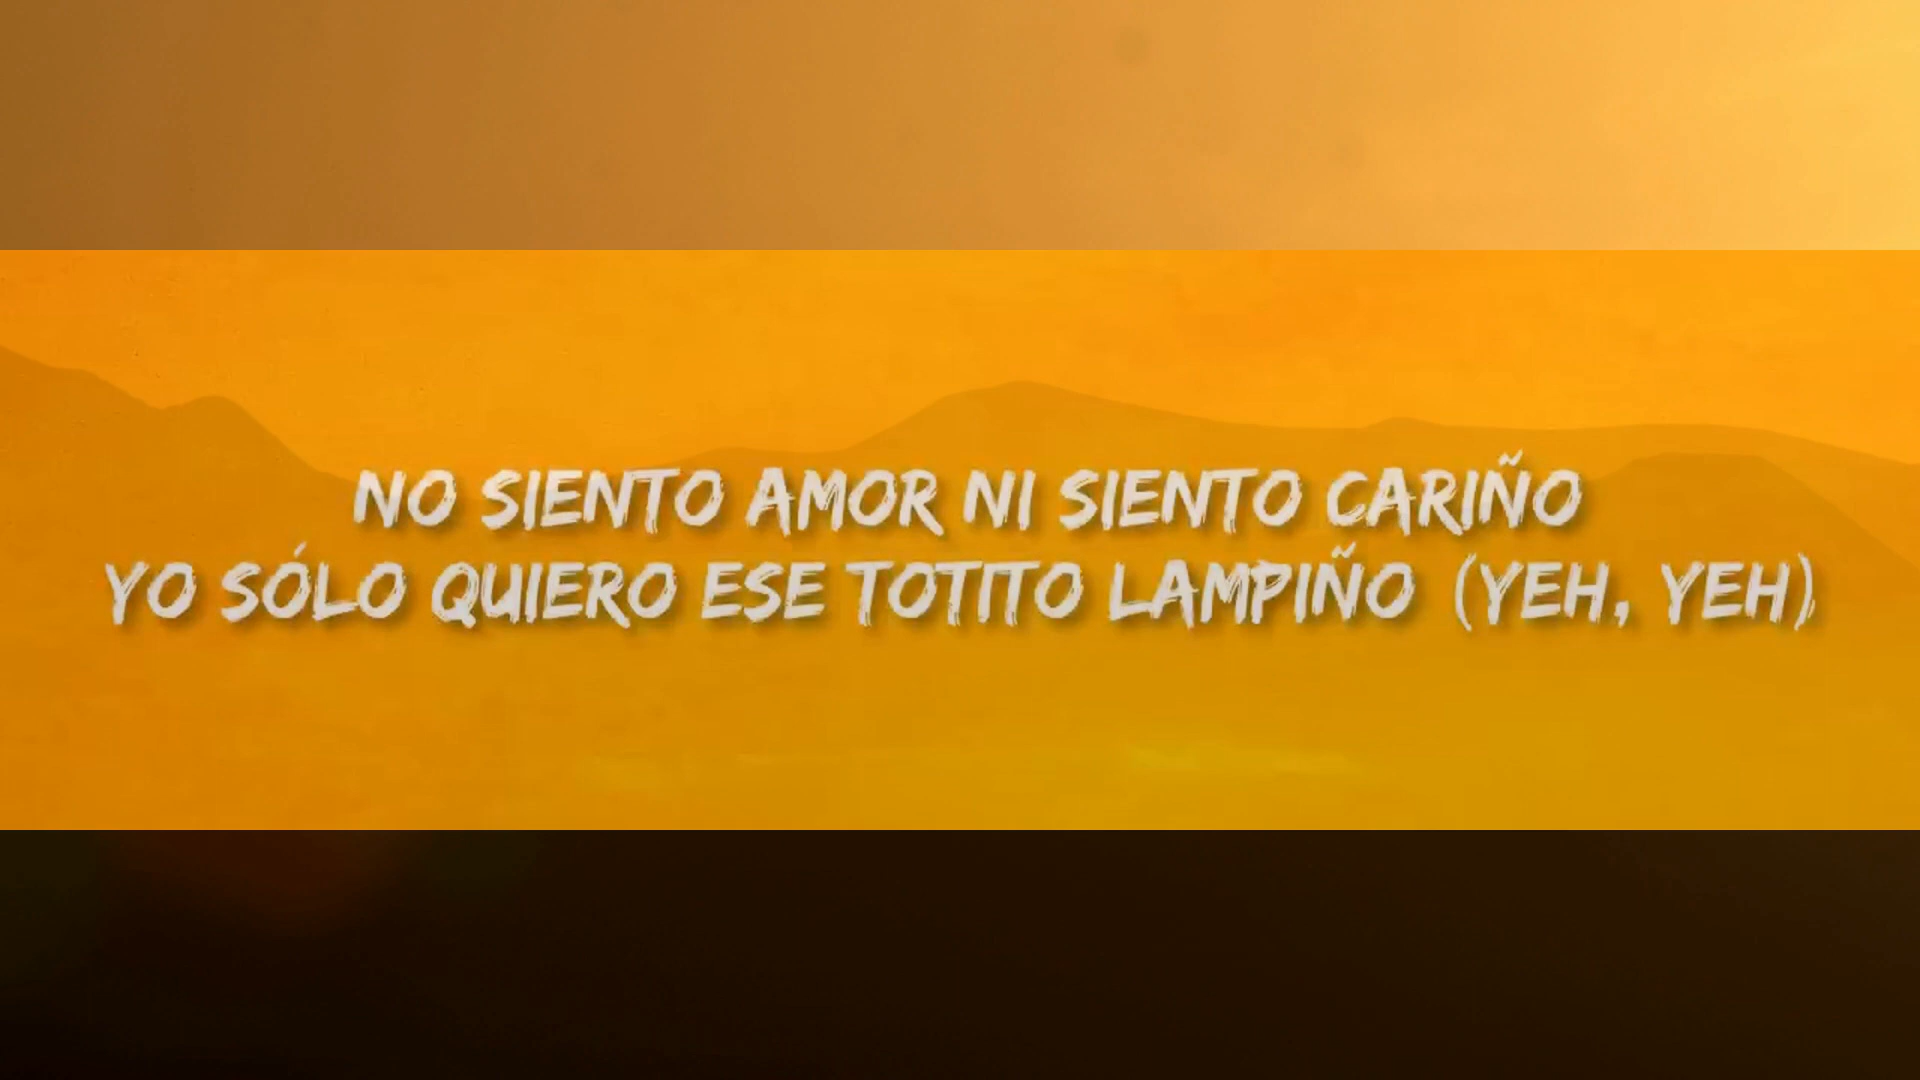 NO SIENTO AMOR NI SIENTO CARIÑO
YO SÓLO QUIERO ESE TOTITO LAMPIÑO (YEH, YEH)